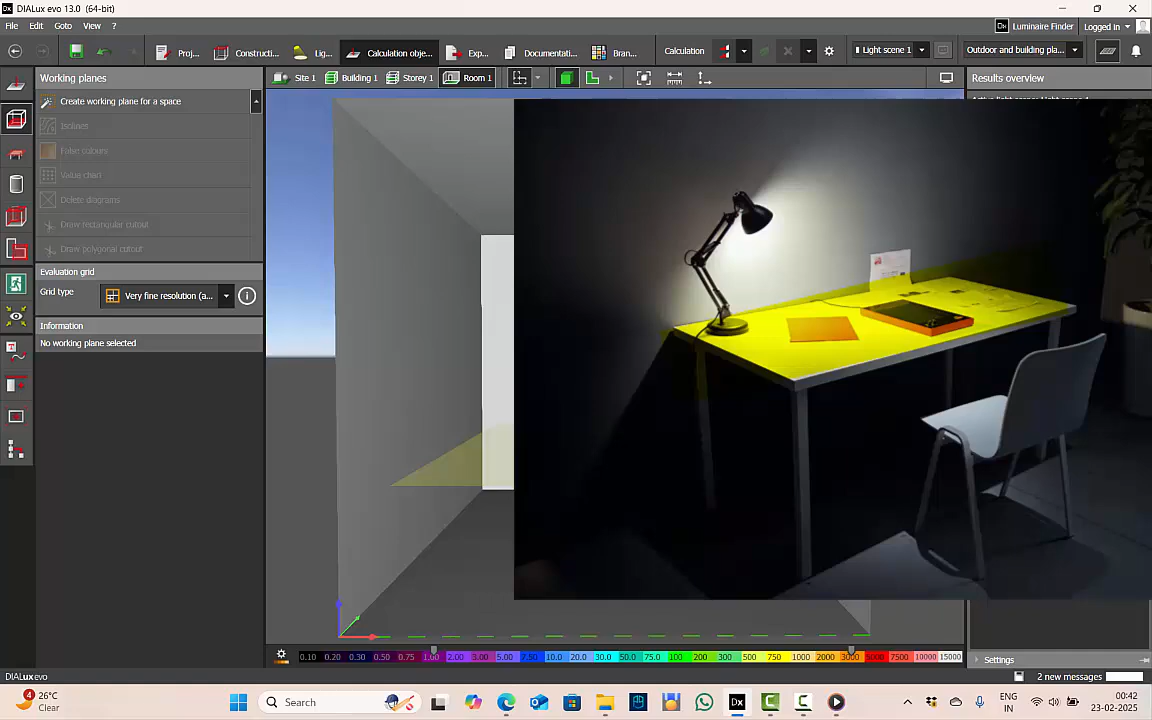 DIALux evo 13.0 (64-bit)
File Edit Goto View ?
Luminaire Finder Logged in
Proj... Constructi... Lig... Calculation obje... Exp... Documentati... Bran... Calculation Light scene 1 Outdoor and building pla...
Working planes
Site 1 Building 1 Storey 1 Room 1
Results overview
Create working plane for a space
Isolines
False colours
Value chart
Delete diagrams
Draw rectangular cutout
Draw polygonal cutout
Evaluation grid
Grid type Very fine resolution (a...
Information
No working plane selected
0.10 0.20 0.30 0.50 0.75 1.00 2.00 3.00 5.00 7.50 10.0 20.0 30.0 50.0 75.0 100 200 300 500 750 1000 2000 3000 5000 7500 10000 15000
Settings
DIALux evo
2 new messages
4
26°C
Clear
Search
ENG
IN
00:42
23-02-2025